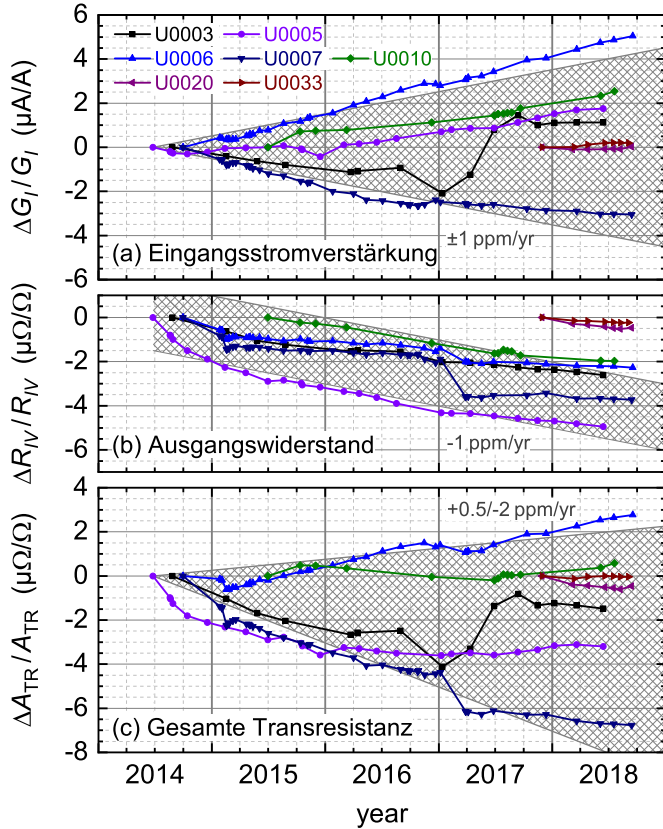 U0003 U0005
U0006 U0007 U0010
U0020 U0033
6
4
2
0
-2
-4
-6
ΔG_I / G_I (µA/A)
±1 ppm/yr
(a) Eingangsstromverstärkung
0
-2
-4
-6
ΔR_IV / R_IV (µΩ/Ω)
-1 ppm/yr
(b) Ausgangswiderstand
4
2
0
-2
-4
-6
-8
ΔA_TR / A_TR (µΩ/Ω)
+0.5/-2 ppm/yr
(c) Gesamte Transresistanz
2014 2015 2016 2017 2018
year